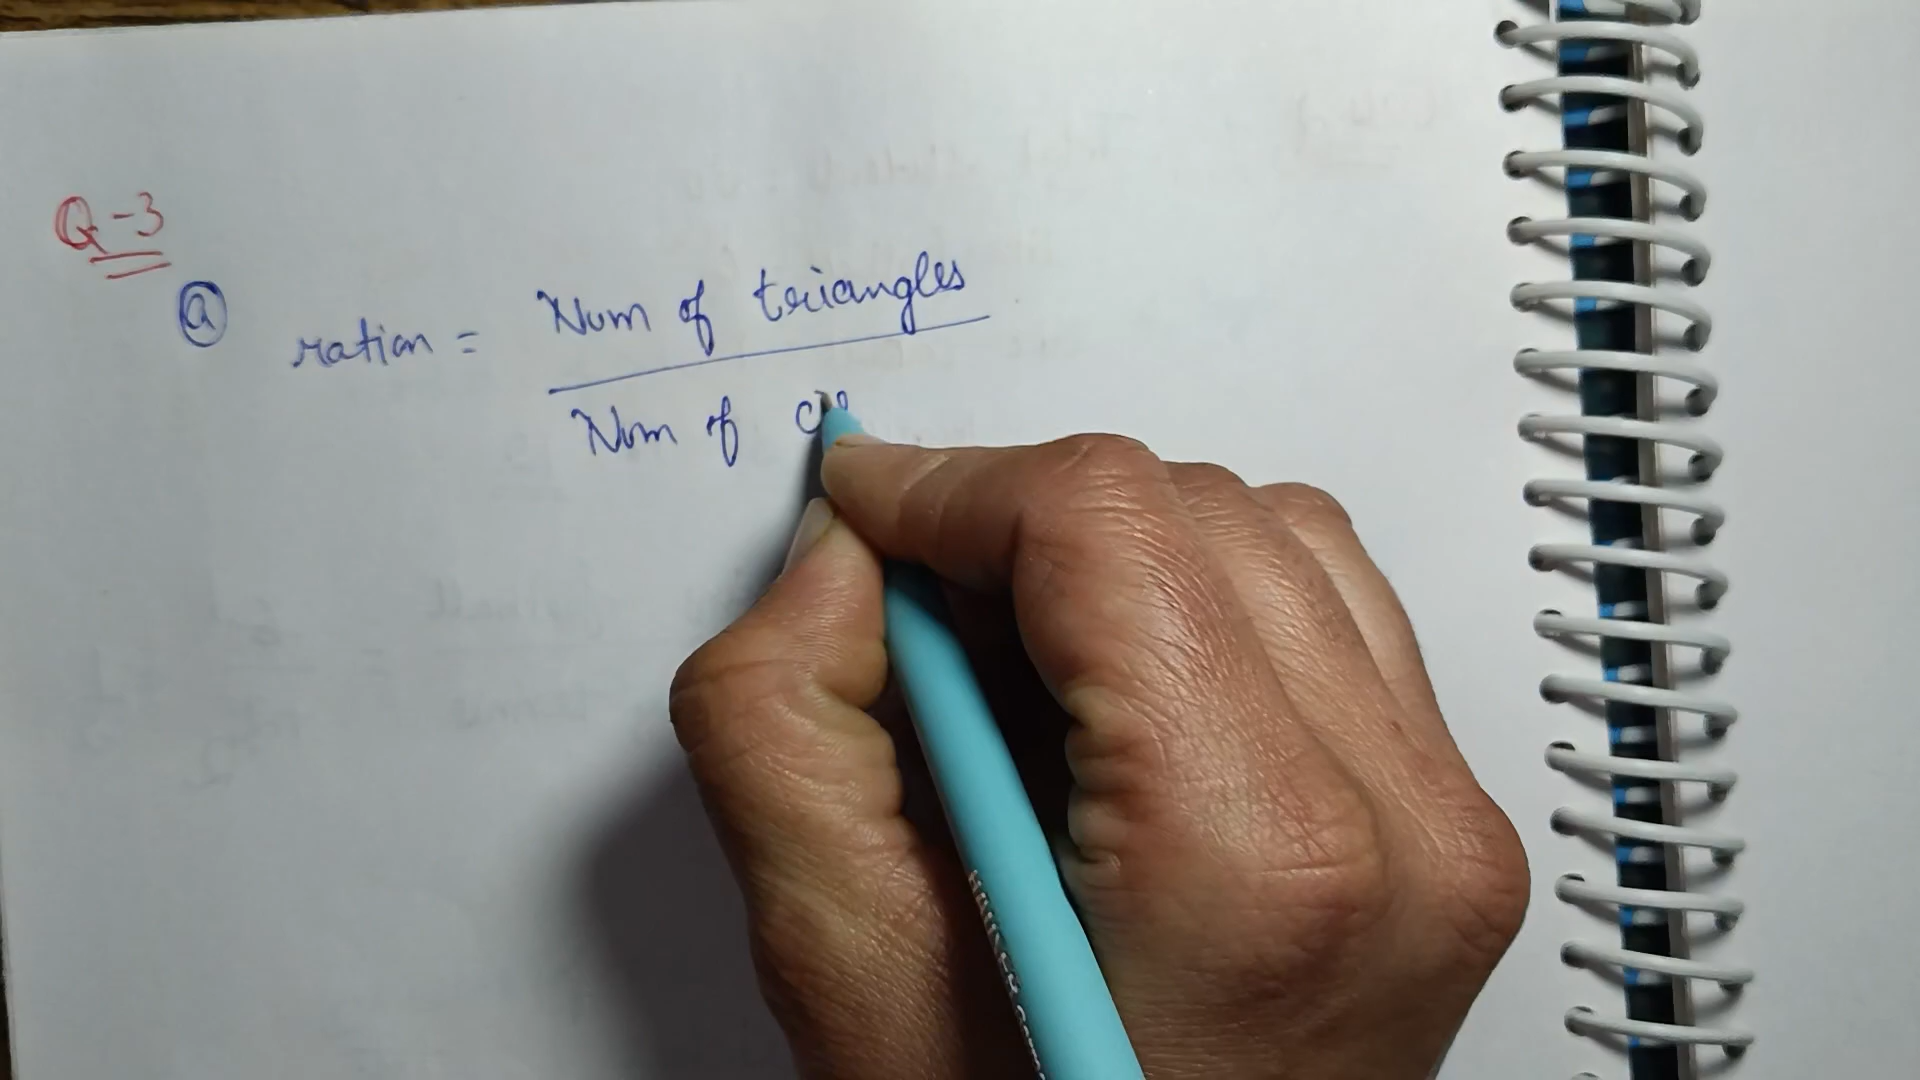 Q-3
a ration = Num of triangles
Num of